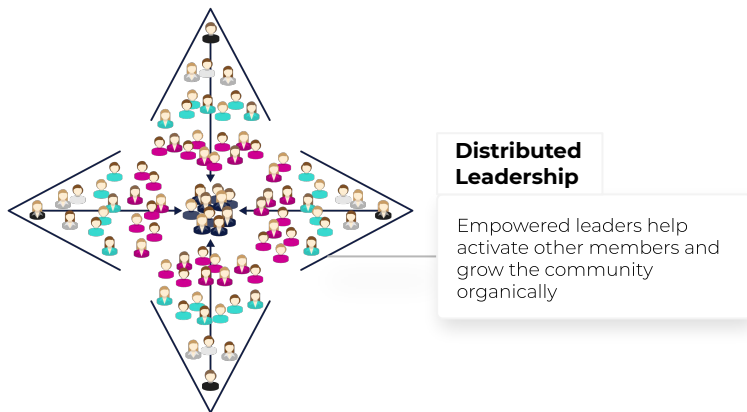 Distributed
Leadership
Empowered leaders help
activate other members and
grow the community
organically